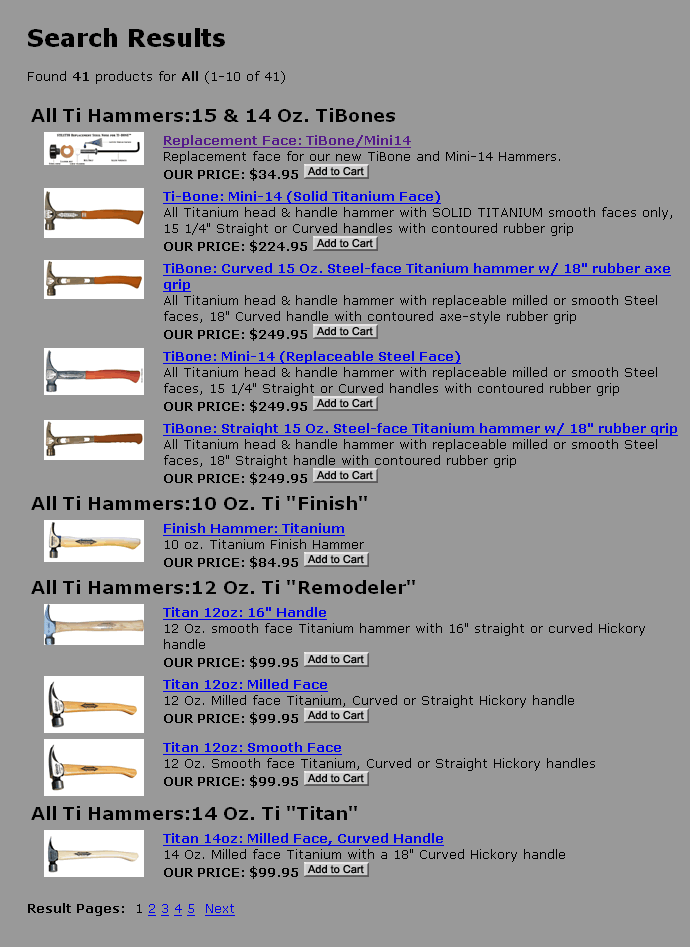 Search Results
Found 41 products for All (1-10 of 41)
All Ti Hammers:15 & 14 Oz. TiBones
Replacement Face: TiBone/Mini14
Replacement face for our new TiBone and Mini-14 Hammers.
OUR PRICE: $34.95 Add to Cart
Ti-Bone: Mini-14 (Solid Titanium Face)
All Titanium head & handle hammer with SOLID TITANIUM smooth faces only,
15 1/4" Straight or Curved handles with contoured rubber grip
OUR PRICE: $224.95 Add to Cart
TiBone: Curved 15 Oz. Steel-face Titanium hammer w/ 18" rubber axe
grip
All Titanium head & handle hammer with replaceable milled or smooth Steel
faces, 18" Curved handle with contoured axe-style rubber grip
OUR PRICE: $249.95 Add to Cart
TiBone: Mini-14 (Replaceable Steel Face)
All Titanium head & handle hammer with replaceable milled or smooth Steel
faces, 15 1/4" Straight or Curved handles with contoured rubber grip
OUR PRICE: $249.95 Add to Cart
TiBone: Straight 15 Oz. Steel-face Titanium hammer w/ 18" rubber grip
All Titanium head & handle hammer with replaceable milled or smooth Steel
faces, 18" Straight handle with contoured rubber grip
OUR PRICE: $249.95 Add to Cart
All Ti Hammers:10 Oz. Ti "Finish"
Finish Hammer: Titanium
10 oz. Titanium Finish Hammer
OUR PRICE: $84.95 Add to Cart
All Ti Hammers:12 Oz. Ti "Remodeler"
Titan 12oz: 16" Handle
12 Oz. smooth face Titanium hammer with 16" straight or curved Hickory
handle
OUR PRICE: $99.95 Add to Cart
Titan 12oz: Milled Face
12 Oz. Milled face Titanium, Curved or Straight Hickory handle
OUR PRICE: $99.95 Add to Cart
Titan 12oz: Smooth Face
12 Oz. Smooth face Titanium, Curved or Straight Hickory handles
OUR PRICE: $99.95 Add to Cart
All Ti Hammers:14 Oz. Ti "Titan"
Titan 14oz: Milled Face, Curved Handle
14 Oz. Milled face Titanium with a 18" Curved Hickory handle
OUR PRICE: $99.95 Add to Cart
Result Pages: 1 2 3 4 5 Next